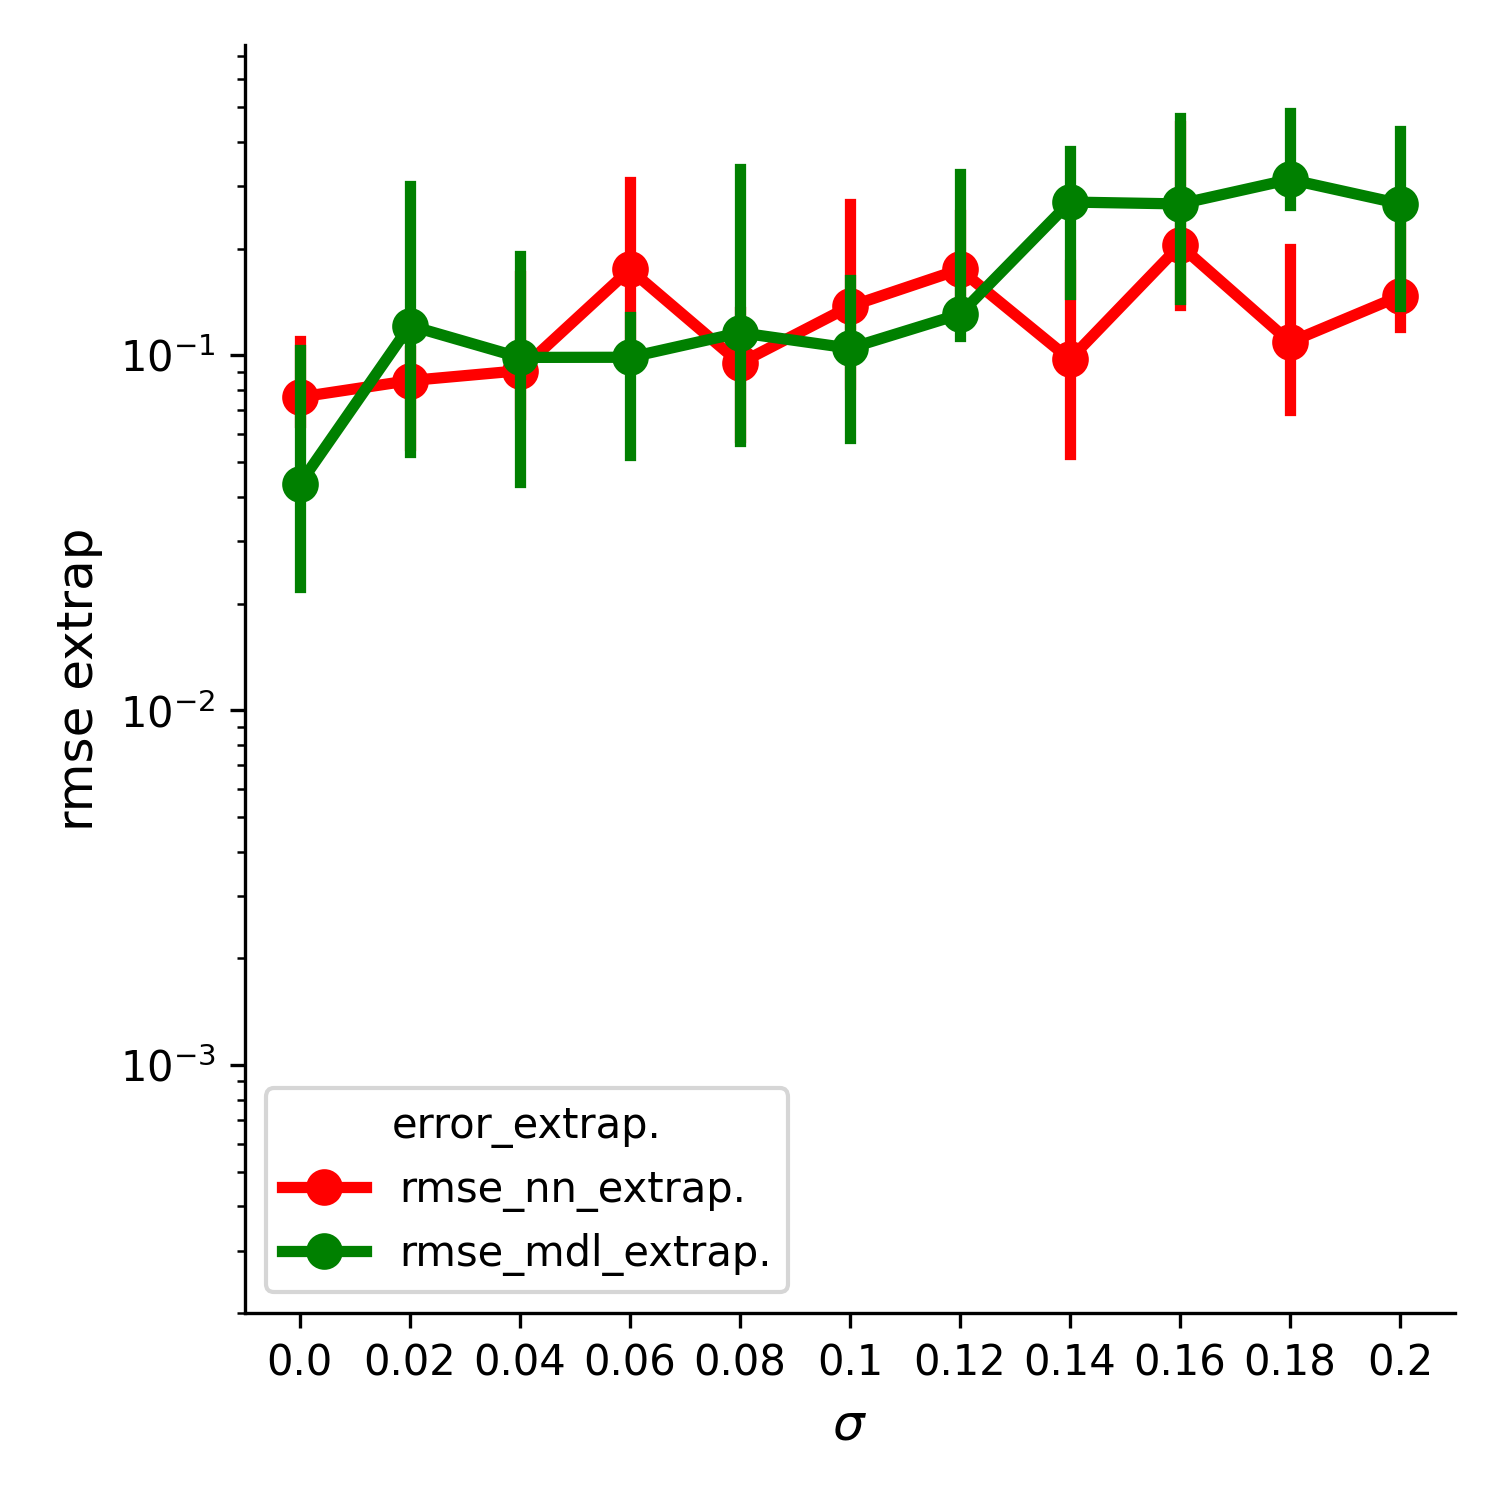 rmse extrap
10⁻¹
10⁻²
10⁻³
error_extrap.
rmse_nn_extrap.
rmse_mdl_extrap.
0.0 0.02 0.04 0.06 0.08 0.1 0.12 0.14 0.16 0.18 0.2
σ